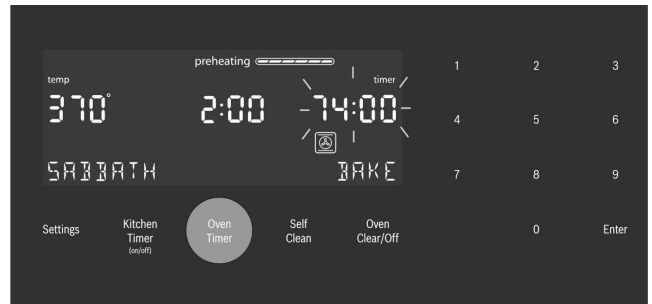 preheating
temp
timer
370° 2:00 74:00
SABBATH BAKE
Settings
Kitchen
Timer
(on/off)
Oven
Timer
Self
Clean
Oven
Clear/Off
1 2 3
4 5 6
7 8 9
0 Enter